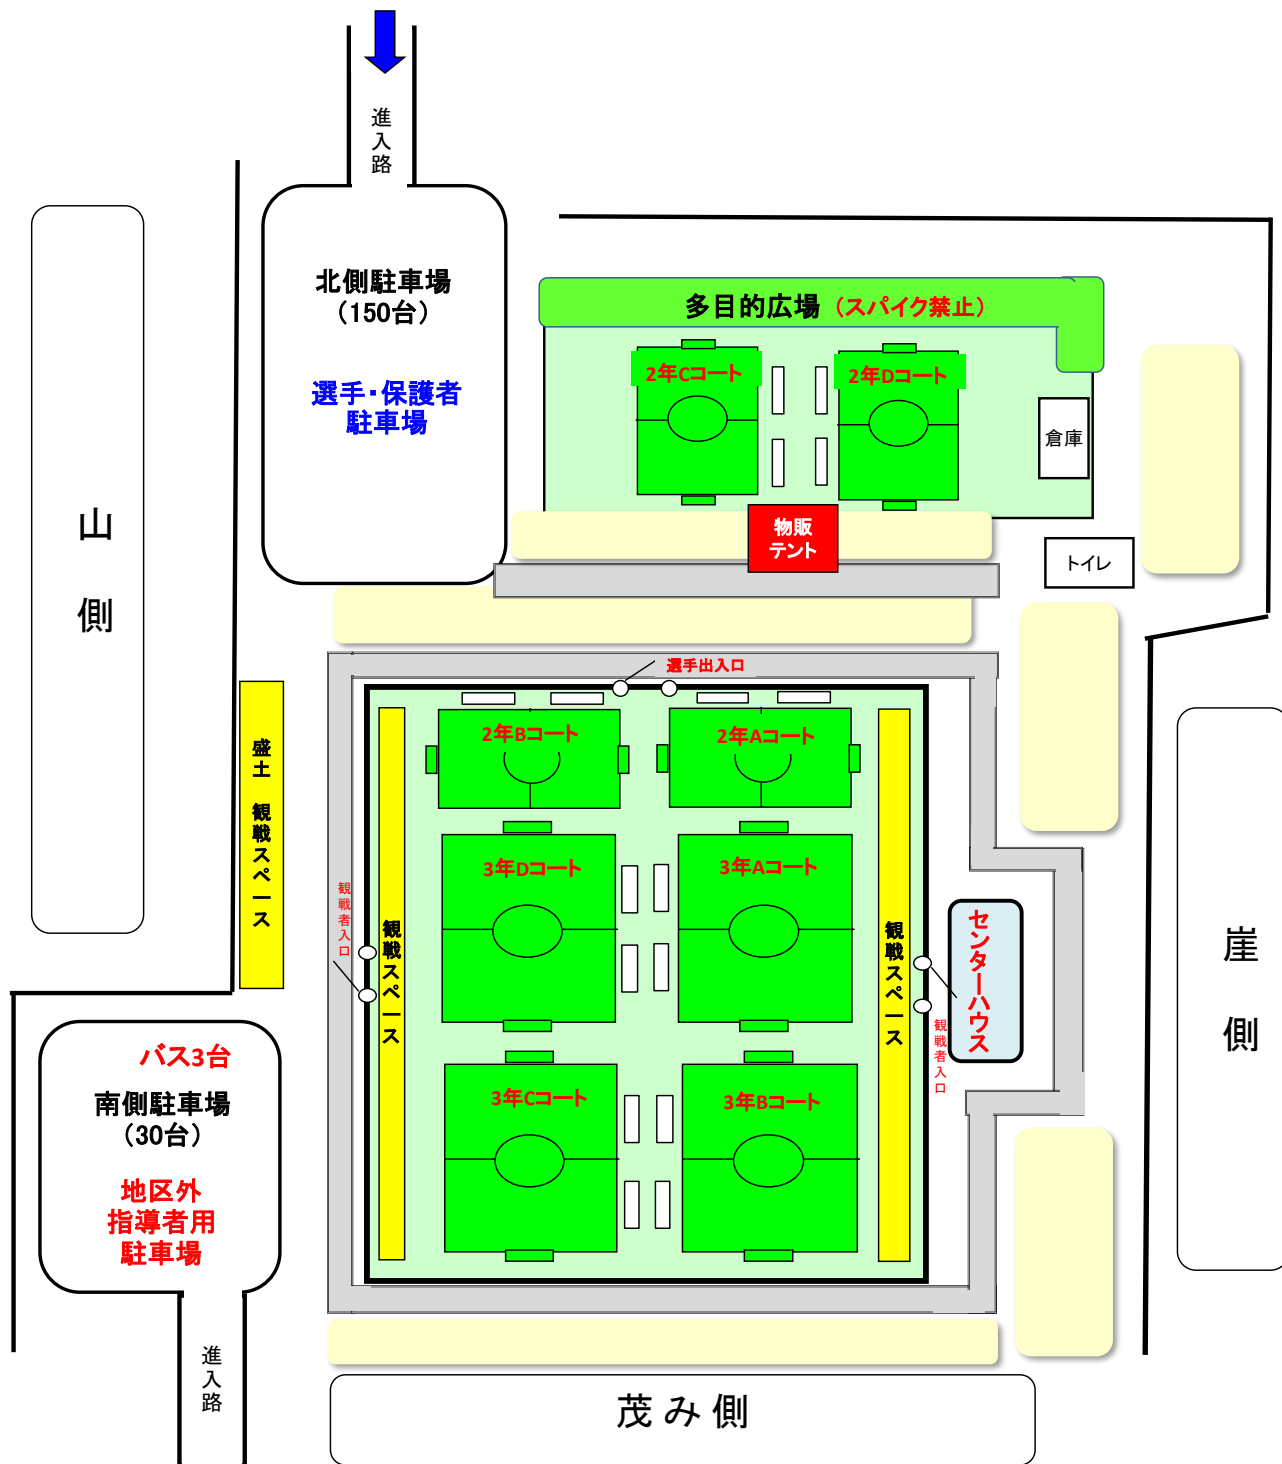 進入路
北側駐車場
（150台）
選手・保護者
駐車場
多目的広場（スパイク禁止）
2年Cコート
2年Dコート
倉庫
物販
テント
トイレ
山側
選手出入口
2年Bコート
2年Aコート
盛土　観戦スペース
3年Dコート
3年Aコート
観戦者入口
観戦スペース
観戦スペース
センターハウス
観戦者入口
崖側
バス3台
南側駐車場
（30台）
地区外
指導者用
駐車場
3年Cコート
3年Bコート
進入路
茂み側